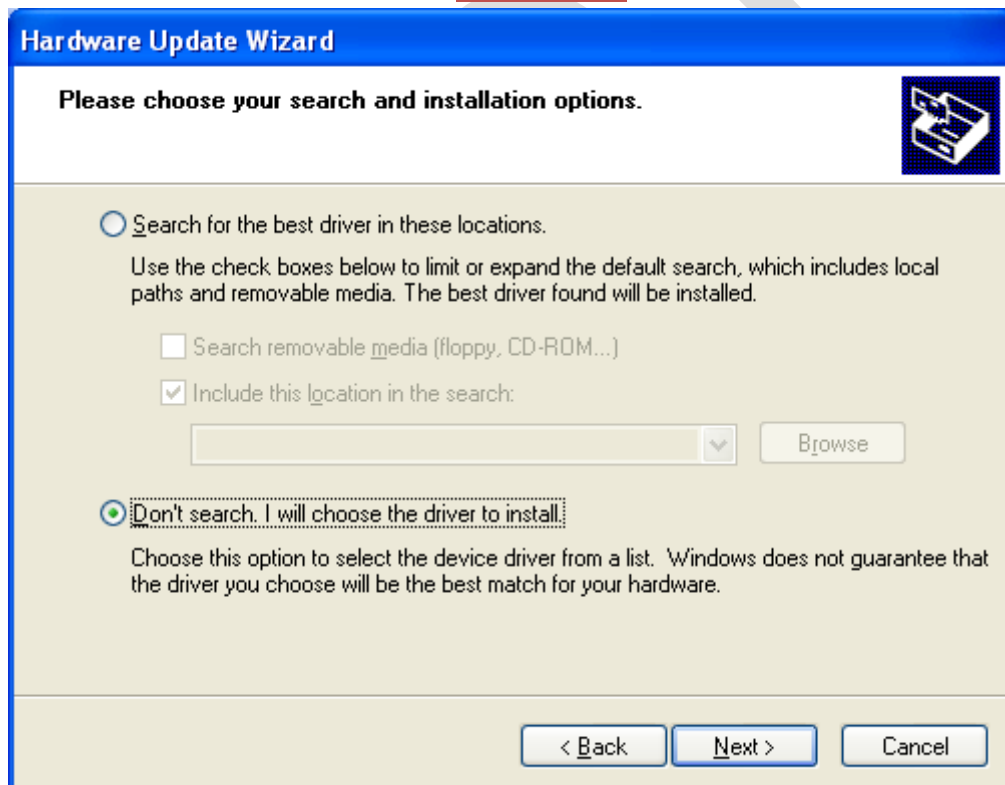 Hardware Update Wizard
Please choose your search and installation options.
Search for the best driver in these locations.
Use the check boxes below to limit or expand the default search, which includes local
paths and removable media. The best driver found will be installed.
Search removable media (floppy, CD-ROM...)
Include this location in the search:
Browse
Don't search. I will choose the driver to install.
Choose this option to select the device driver from a list. Windows does not guarantee that
the driver you choose will be the best match for your hardware.
< Back Next > Cancel